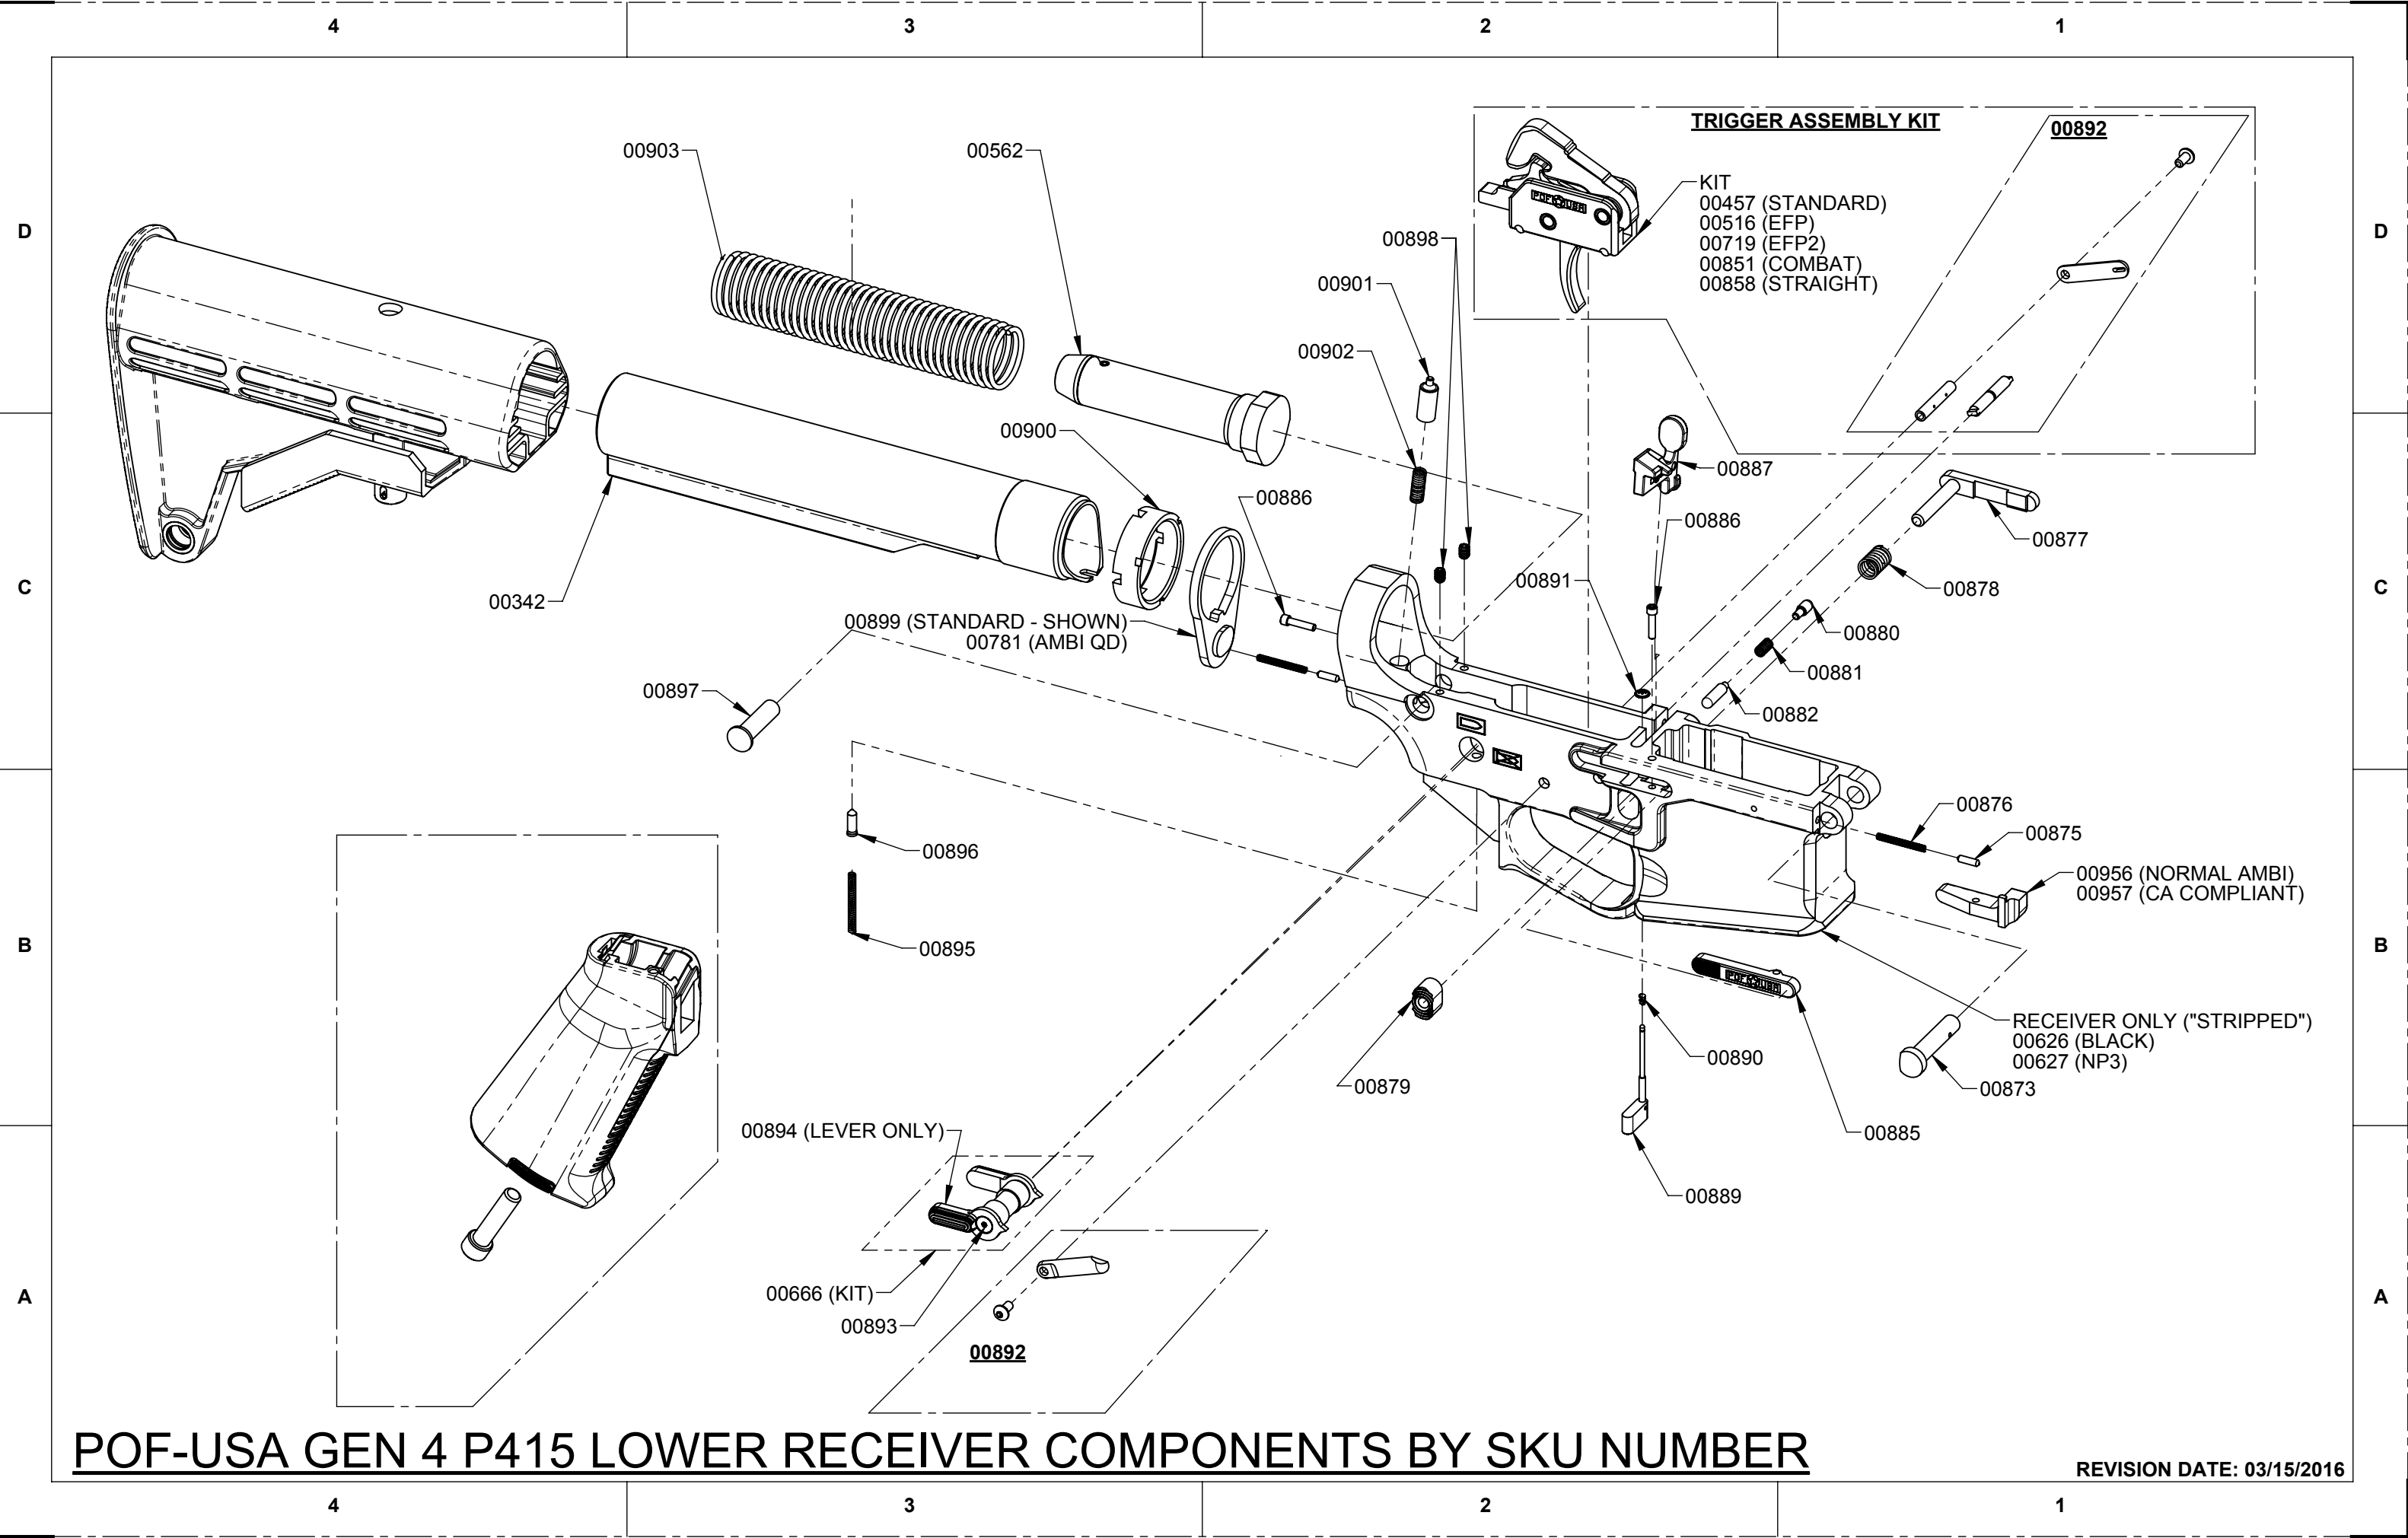 4 3 2 1
TRIGGER ASSEMBLY KIT
00892
00903
00562
KIT
00457 (STANDARD)
00516 (EFP)
00719 (EFP2)
00851 (COMBAT)
00858 (STRAIGHT)
POF USA
D
D
00898
00901
00902
00900
00887
00886
00886
00877
00891
00878
C
C
00342
00899 (STANDARD - SHOWN)
00781 (AMBI QD)
00880
00881
00897
00882
00876
00875
00896
00956 (NORMAL AMBI)
00957 (CA COMPLIANT)
B
B
00895
POF USA
RECEIVER ONLY ("STRIPPED")
00626 (BLACK)
00627 (NP3)
00890
00879
00873
00894 (LEVER ONLY)
00885
00889
00666 (KIT)
A
A
00893
00892
POF-USA GEN 4 P415 LOWER RECEIVER COMPONENTS BY SKU NUMBER
REVISION DATE: 03/15/2016
4 3 2 1